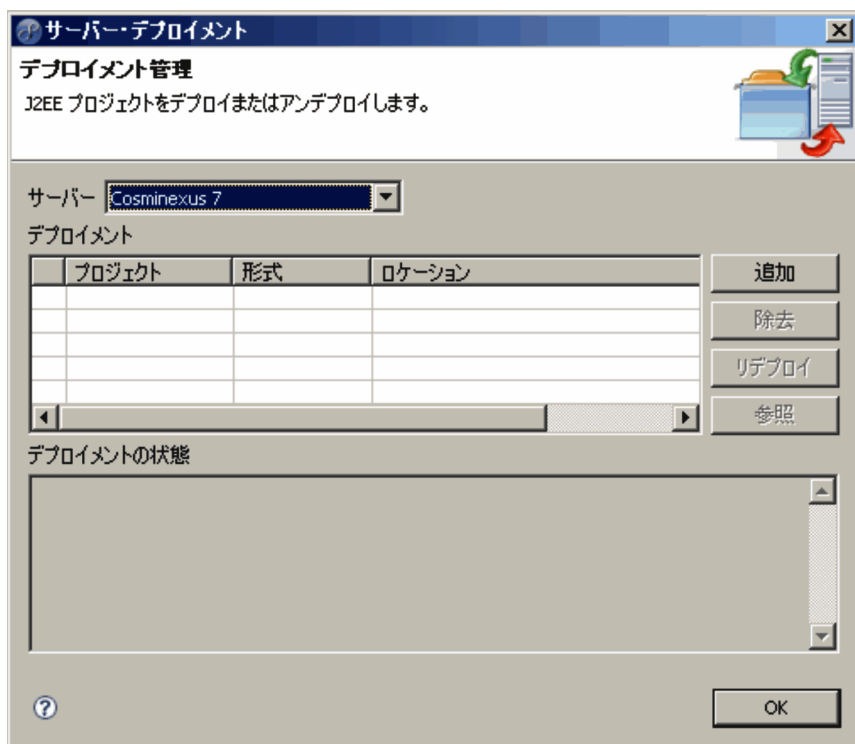 サーバー・デプロイメント
デプロイメント管理
J2EE プロジェクトをデプロイまたはアンデプロイします。
サーバー Cosminexus 7
デプロイメント
プロジェクト 形式 ロケーション
追加
除去
リデプロイ
参照
デプロイメントの状態
OK